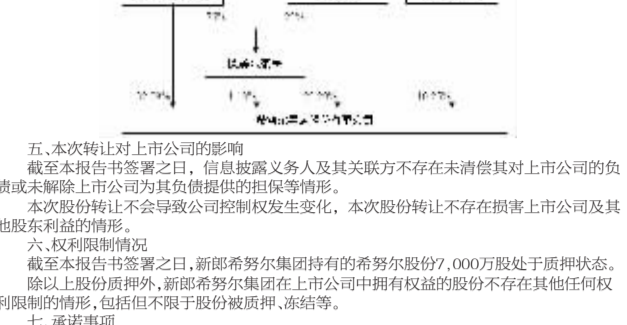 五、本次转让对上市公司的影响
截至本报告书签署之日，信息披露义务人及其关联方不存在未清偿其对上市公司的负
债或未解除上市公司为其负债提供的担保等情形。
本次股份转让不会导致公司控制权发生变化，本次股份转让不存在损害上市公司及其
他股东利益的情形。
六、权利限制情况
截至本报告书签署之日,新郎希努尔集团持有的希努尔股份7,000万股处于质押状态。
除以上股份质押外,新郎希努尔集团在上市公司中拥有权益的股份不存在其他任何权
利限制的情形,包括但不限于股份被质押、冻结等。
七、承诺事项